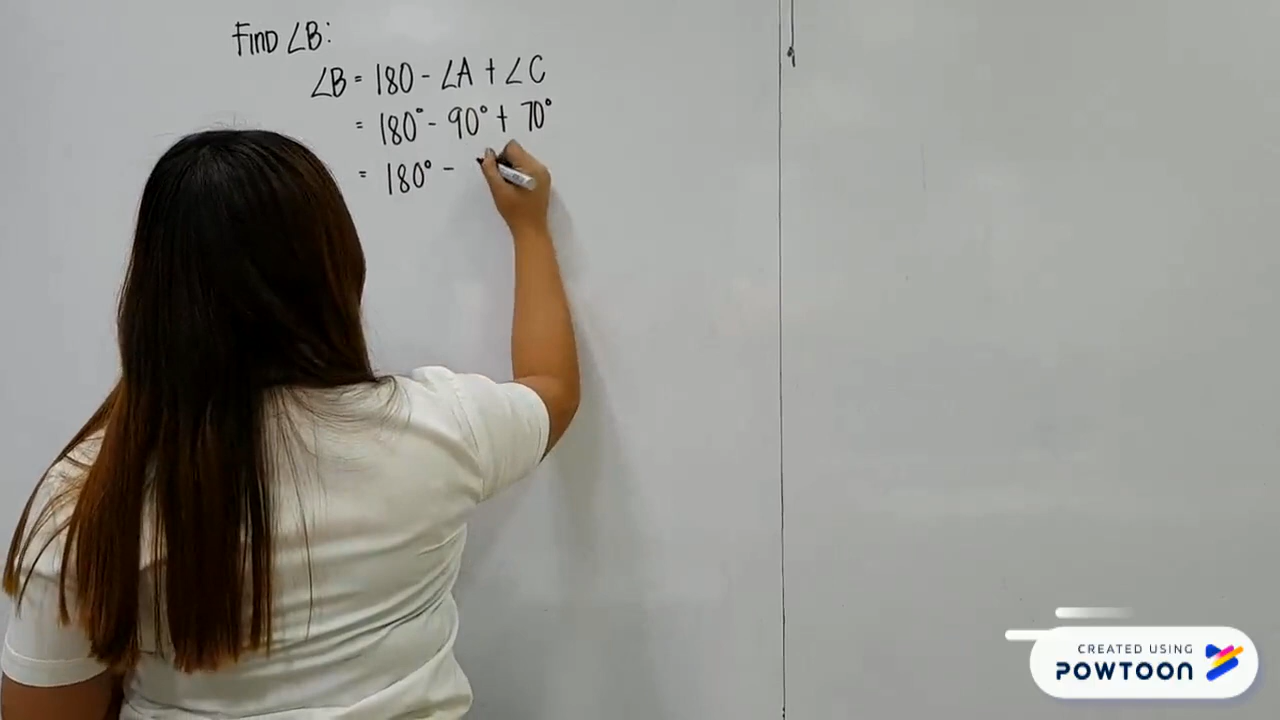 Find ∠B:
∠B = 180 - ∠A + ∠C
= 180° - 90° + 70°
= 180° -
CREATED USING
POWTOON